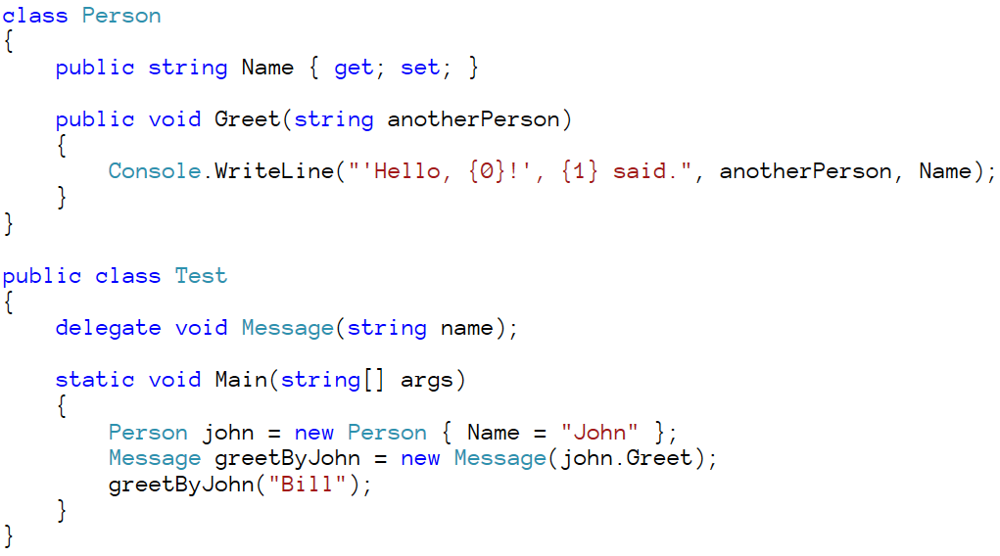 class Person
{
    public string Name { get; set; }

    public void Greet(string anotherPerson)
    {
        Console.WriteLine("'Hello, {0}!', {1} said.", anotherPerson, Name);
    }
}

public class Test
{
    delegate void Message(string name);

    static void Main(string[] args)
    {
        Person john = new Person { Name = "John" };
        Message greetByJohn = new Message(john.Greet);
        greetByJohn("Bill");
    }
}